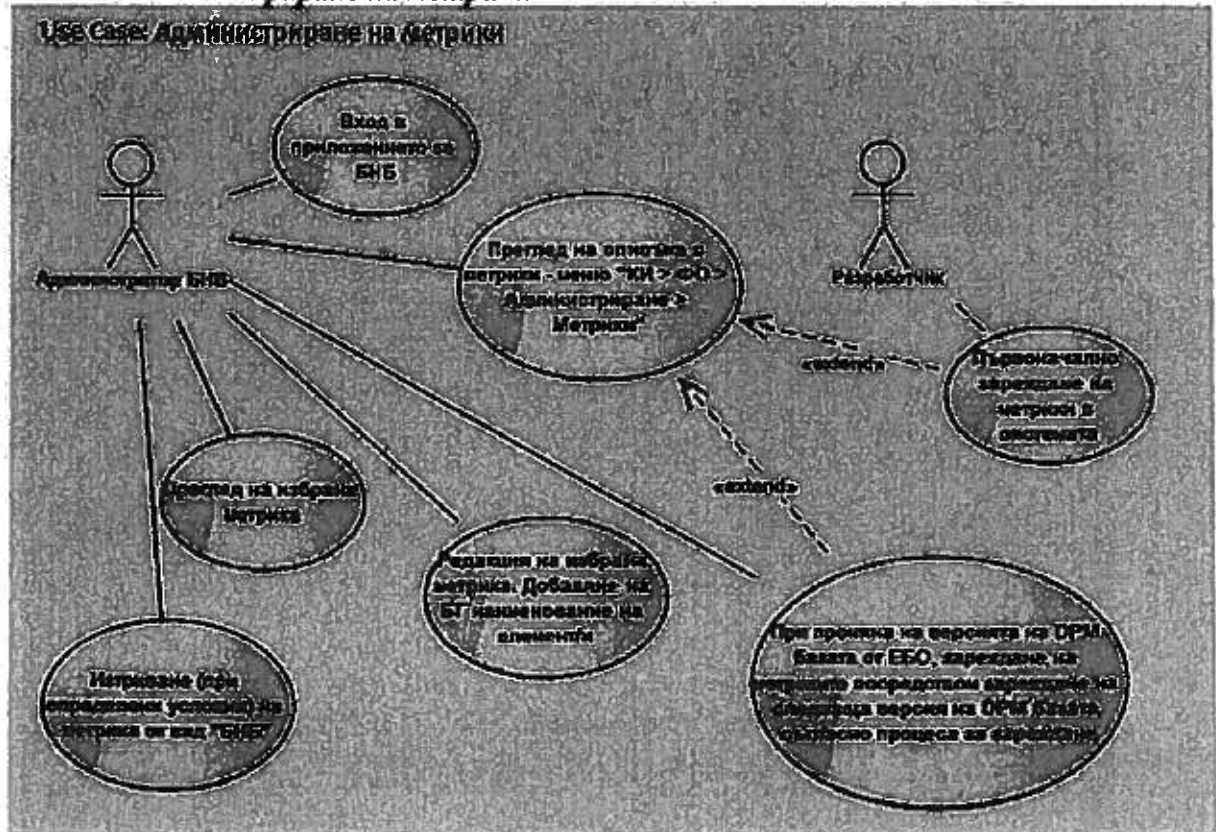 Use Case: Администриране на метрики
Вход в
приложението за
БНБ
Преглед на списъка с
метрики - меню "КИ > ФО >
Администриране >
Метрики"
Администратор БНБ
Разработчик
«extend»
Първоначално
зареждане на
метрики в
системата
«extend»
Преглед на избрана
метрика
Редакция на избрана
метрика. Добавяне на
БГ наименование на
елементи
При промяна на версията на DPM
базата от ЕБО, зареждане на
метриките посредством зареждане на
следваща версия на DPM базата,
съгласно процеса за зареждане
Изтриване (при
определени условия) на
метрика от вид "БНБ"